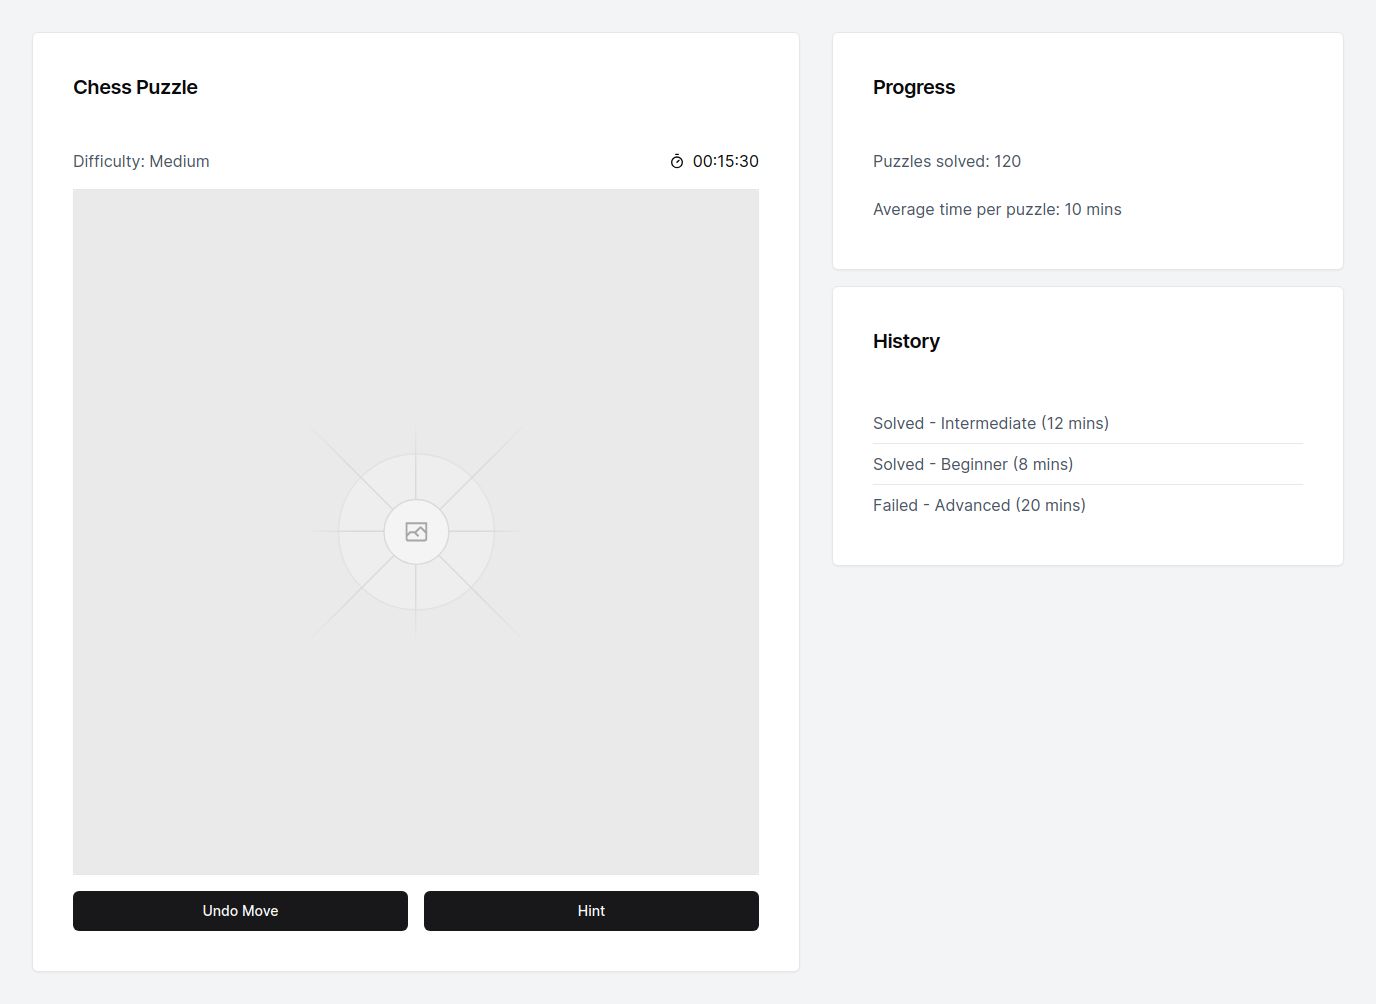 Chess Puzzle
Difficulty: Medium
00:15:30
Undo Move
Hint
Progress
Puzzles solved: 120
Average time per puzzle: 10 mins
History
Solved - Intermediate (12 mins)
Solved - Beginner (8 mins)
Failed - Advanced (20 mins)